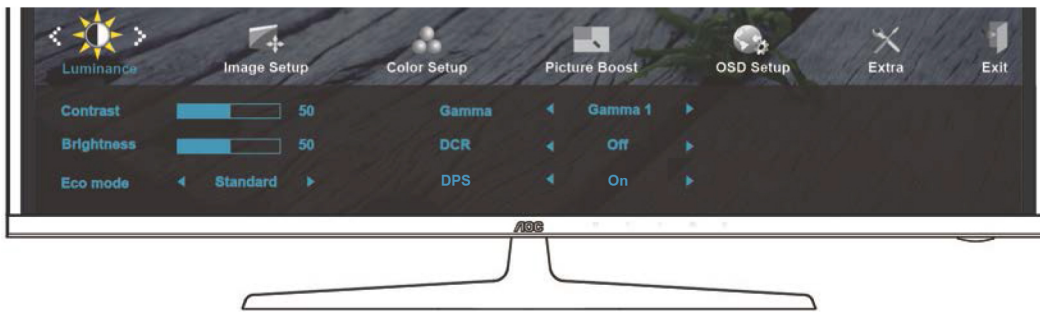 Luminance Image Setup Color Setup Picture Boost OSD Setup Extra Exit
Contrast 50 Gamma Gamma 1
Brightness 50 DCR Off
Eco mode Standard DPS On
AOC